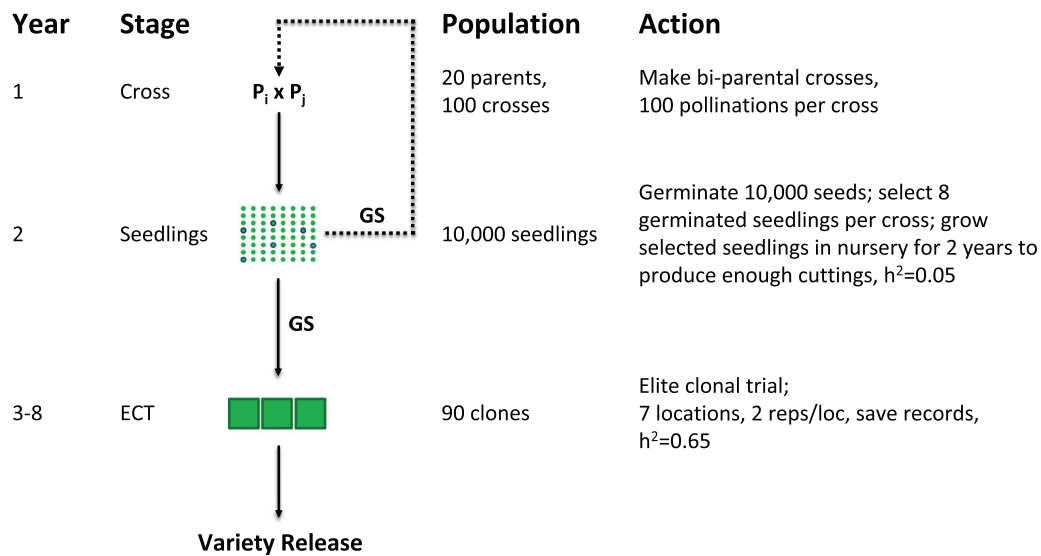 Year Stage Population Action
1 Cross P_i x P_j 20 parents, 100 crosses Make bi-parental crosses,
100 pollinations per cross
2 Seedlings GS 10,000 seedlings Germinate 10,000 seeds; select 8
germinated seedlings per cross; grow
selected seedlings in nursery for 2 years to
produce enough cuttings, h²=0.05
GS
3-8 ECT 90 clones Elite clonal trial;
7 locations, 2 reps/loc, save records,
h²=0.65
Variety Release